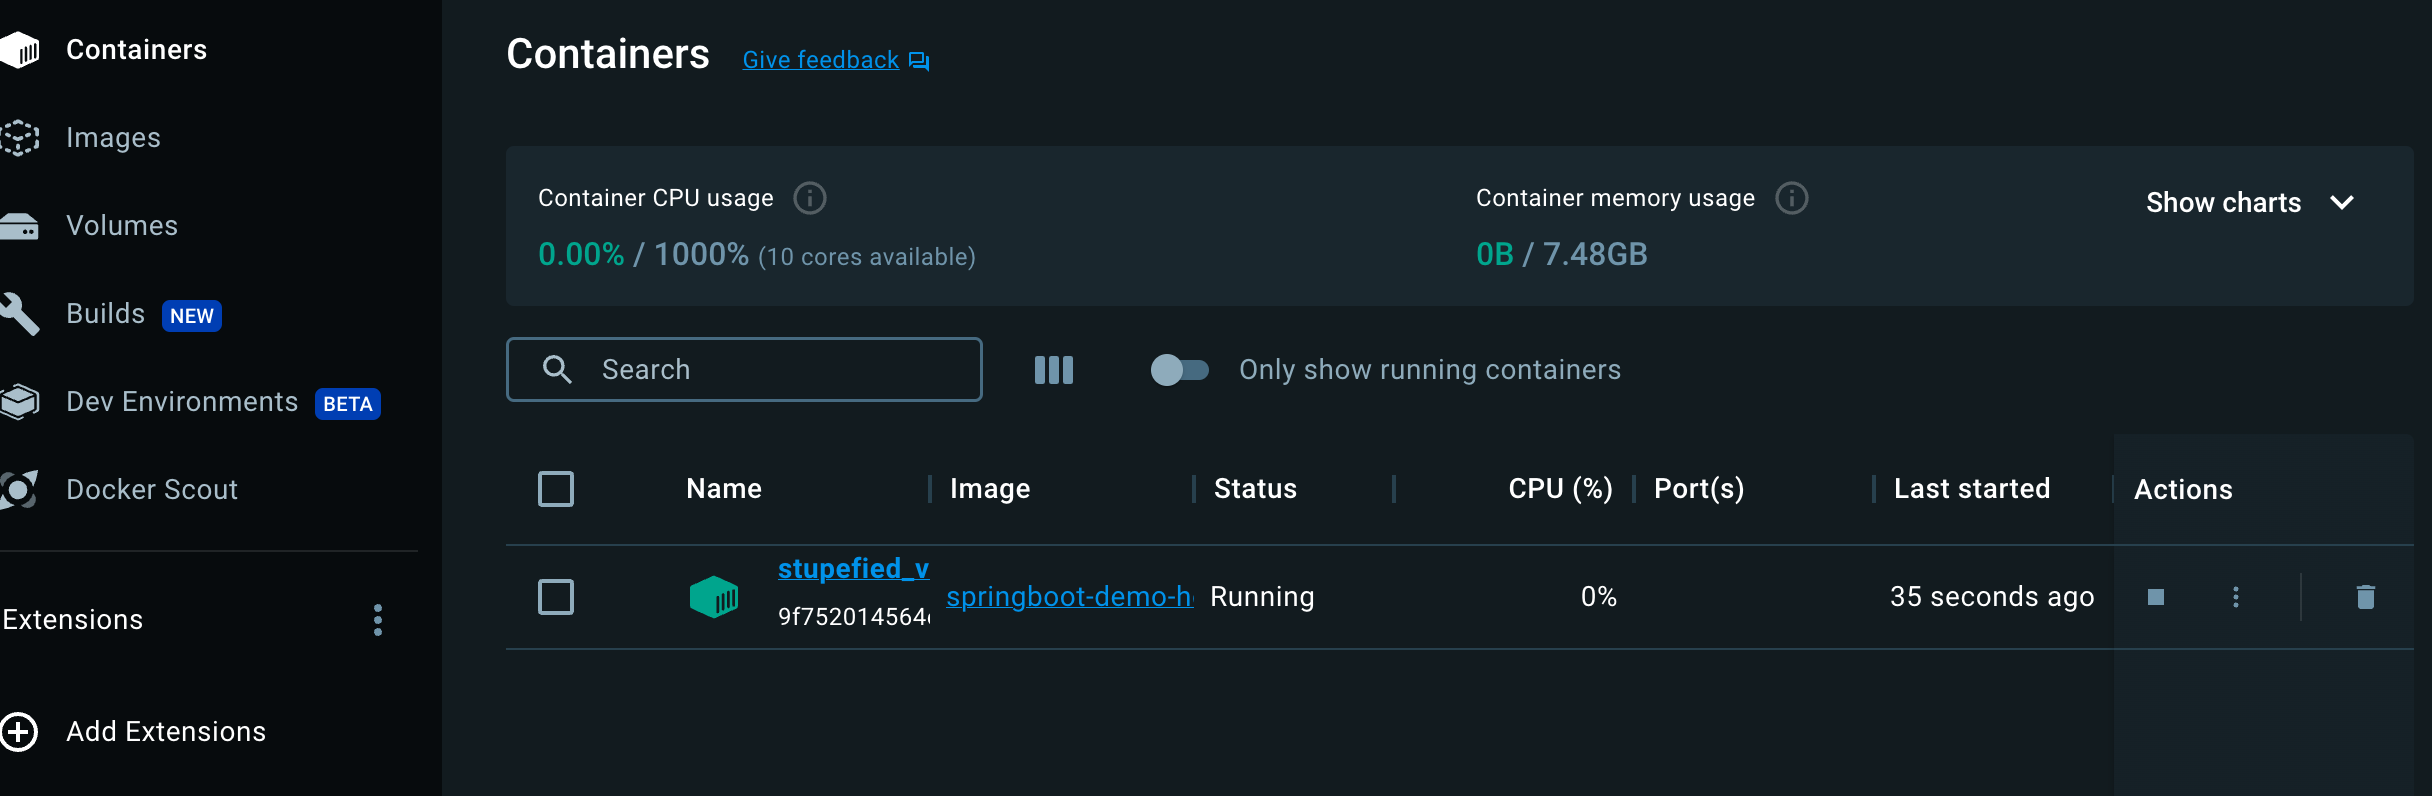 Containers
Images
Volumes
Builds NEW
Dev Environments BETA
Docker Scout
Extensions
Add Extensions
Containers Give feedback
Container CPU usage
0.00% / 1000% (10 cores available)
Container memory usage
0B / 7.48GB
Show charts
Search
Only show running containers
Name Image Status CPU (%) Port(s) Last started Actions
stupefied_v
9f752014564
springboot-demo-h Running 0% 35 seconds ago